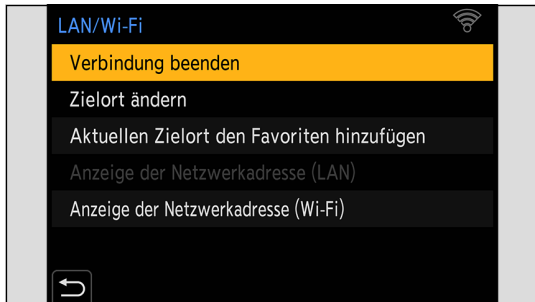 LAN/Wi-Fi
Verbindung beenden
Zielort ändern
Aktuellen Zielort den Favoriten hinzufügen
Anzeige der Netzwerkadresse (LAN)
Anzeige der Netzwerkadresse (Wi-Fi)